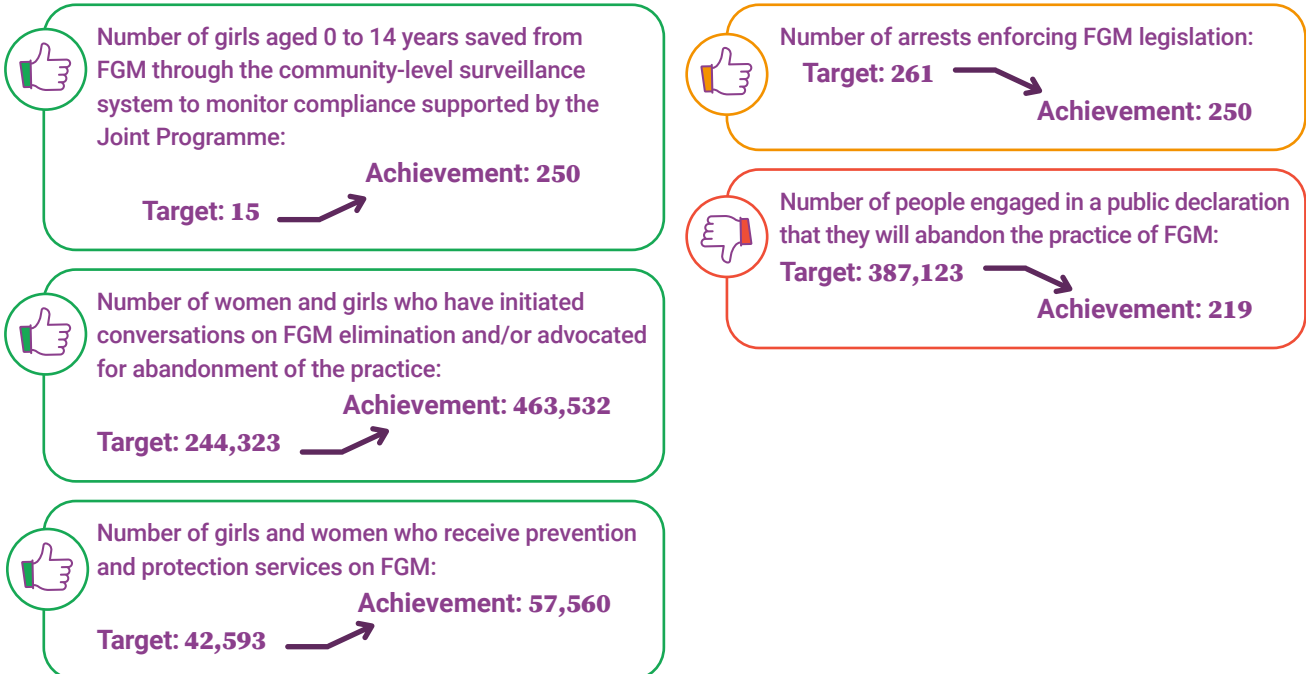 Number of girls aged 0 to 14 years saved from
FGM through the community-level surveillance
system to monitor compliance supported by the
Joint Programme:
Achievement: 250
Target: 15
Number of women and girls who have initiated
conversations on FGM elimination and/or advocated
for abandonment of the practice:
Achievement: 463,532
Target: 244,323
Number of girls and women who receive prevention
and protection services on FGM:
Achievement: 57,560
Target: 42,593
Number of arrests enforcing FGM legislation:
Target: 261
Achievement: 250
Number of people engaged in a public declaration
that they will abandon the practice of FGM:
Target: 387,123
Achievement: 219